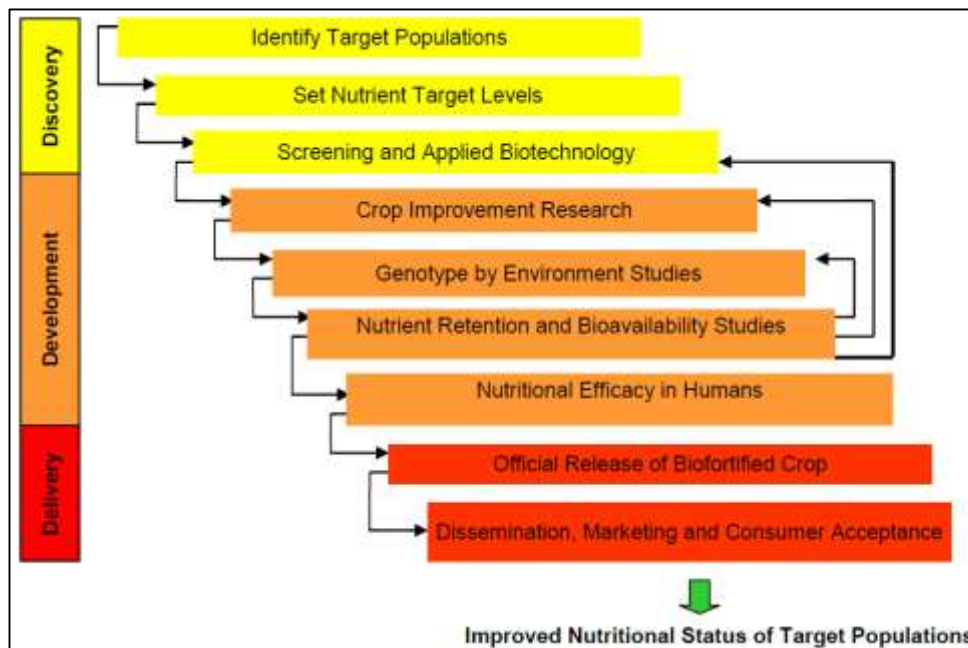 Discovery
Identify Target Populations
Set Nutrient Target Levels
Screening and Applied Biotechnology
Development
Crop Improvement Research
Genotype by Environment Studies
Nutrient Retention and Bioavailability Studies
Nutritional Efficacy in Humans
Delivery
Official Release of Biofortified Crop
Dissemination, Marketing and Consumer Acceptance
Improved Nutritional Status of Target Populations